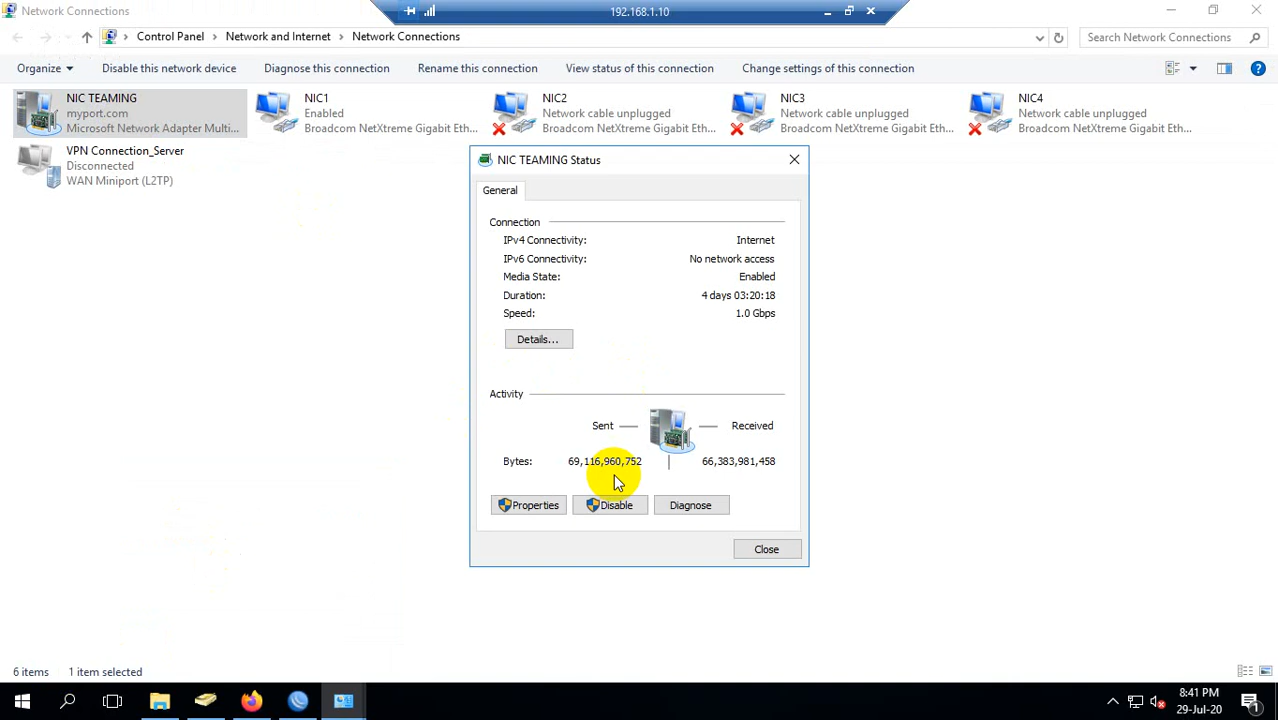 Network Connections
192.168.1.10
Control Panel
Network and Internet
Network Connections
Search Network Connections
Organize
Disable this network device
Diagnose this connection
Rename this connection
View status of this connection
Change settings of this connection
NIC TEAMING
myport.com
Microsoft Network Adapter Multi...
NIC1
Enabled
Broadcom NetXtreme Gigabit Eth...
NIC2
Network cable unplugged
Broadcom NetXtreme Gigabit Eth...
NIC3
Network cable unplugged
Broadcom NetXtreme Gigabit Eth...
NIC4
Network cable unplugged
Broadcom NetXtreme Gigabit Eth...
VPN Connection_Server
Disconnected
WAN Miniport (L2TP)
NIC TEAMING Status
General
Connection
IPv4 Connectivity: Internet
IPv6 Connectivity: No network access
Media State: Enabled
Duration: 4 days 03:20:18
Speed: 1.0 Gbps
Details...
Activity
Sent Received
Bytes: 69,116,960,752 66,383,981,458
Properties
Disable
Diagnose
Close
6 items
1 item selected
8:41 PM
29-Jul-20
1